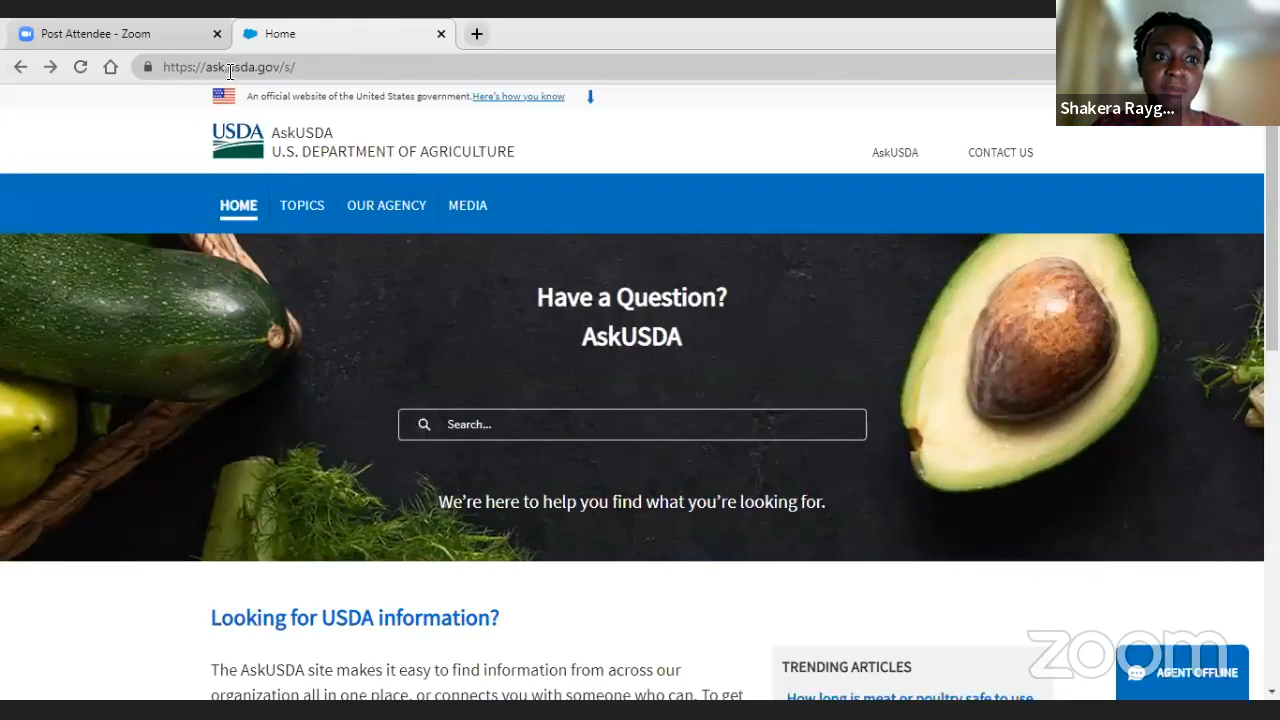 Post Attendee - Zoom
Home
https://ask.usda.gov/s/
Shakera Rayg...
An official website of the United States government. Here's how you know
USDA
AskUSDA
U.S. DEPARTMENT OF AGRICULTURE
AskUSDA
CONTACT US
HOME
TOPICS
OUR AGENCY
MEDIA
Have a Question?
AskUSDA
Search...
We're here to help you find what you're looking for.
Looking for USDA information?
The AskUSDA site makes it easy to find information from across our
organization all in one place, or connects you with someone who can. To get
TRENDING ARTICLES
How long is meat or poultry safe to use
zoom
AGENT OFFLINE